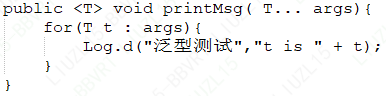 public <T> void printMsg( T... args){
    for(T t : args){
        Log.d("泛型测试","t is " + t);
    }
}